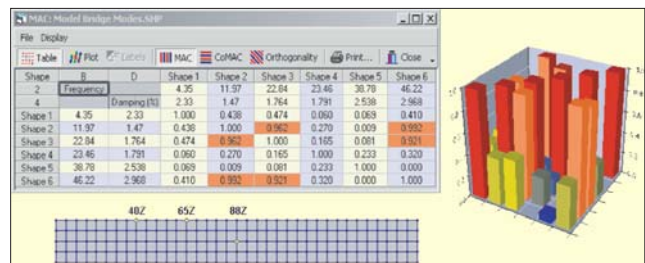 MAC: Model Bridge Modes.SHP
File Display
Table Plot Labels MAC CoMAC Orthogonality Print... Close
Shape B D Shape 1 Shape 2 Shape 3 Shape 4 Shape 5 Shape 6
2 Frequency 4.35 11.97 22.84 23.46 38.78 46.22
4 Damping (%) 2.33 1.47 1.764 1.791 2.538 2.968
Shape 1 4.35 2.33 1.000 0.438 0.474 0.060 0.069 0.410
Shape 2 11.97 1.47 0.438 1.000 0.962 0.270 0.009 0.992
Shape 3 22.84 1.764 0.474 0.962 1.000 0.165 0.081 0.921
Shape 4 23.46 1.791 0.060 0.270 0.165 1.000 0.233 0.320
Shape 5 38.78 2.538 0.069 0.009 0.081 0.233 1.000 0.000
Shape 6 46.22 2.968 0.410 0.992 0.921 0.320 0.000 1.000
40Z 65Z 88Z